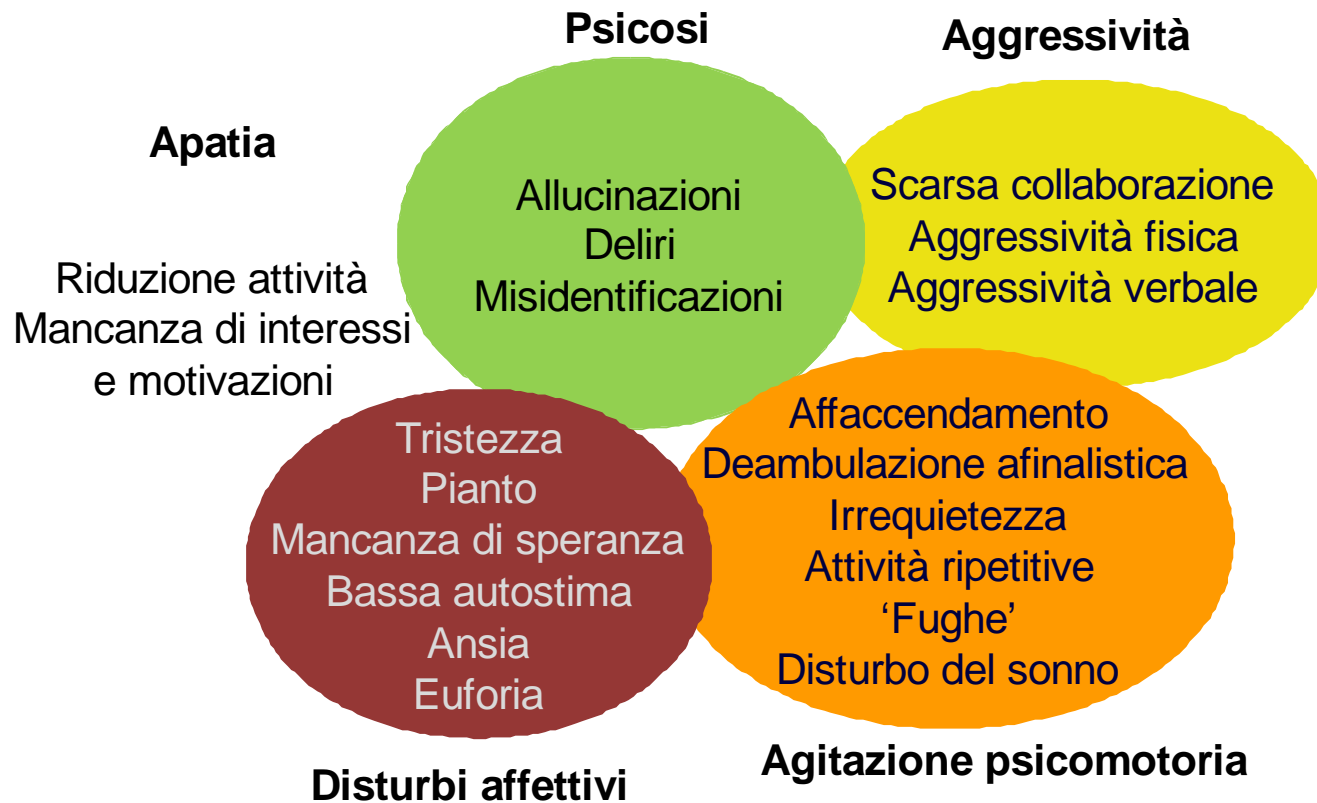 Psicosi
Aggressività
Apatia
Allucinazioni
Deliri
Misidentificazioni
Scarsa collaborazione
Aggressività fisica
Aggressività verbale
Riduzione attività
Mancanza di interessi
e motivazioni
Tristezza
Pianto
Mancanza di speranza
Bassa autostima
Ansia
Euforia
Affaccendamento
Deambulazione afinalistica
Irrequietezza
Attività ripetitive
‘Fughe’
Disturbo del sonno
Disturbi affettivi
Agitazione psicomotoria